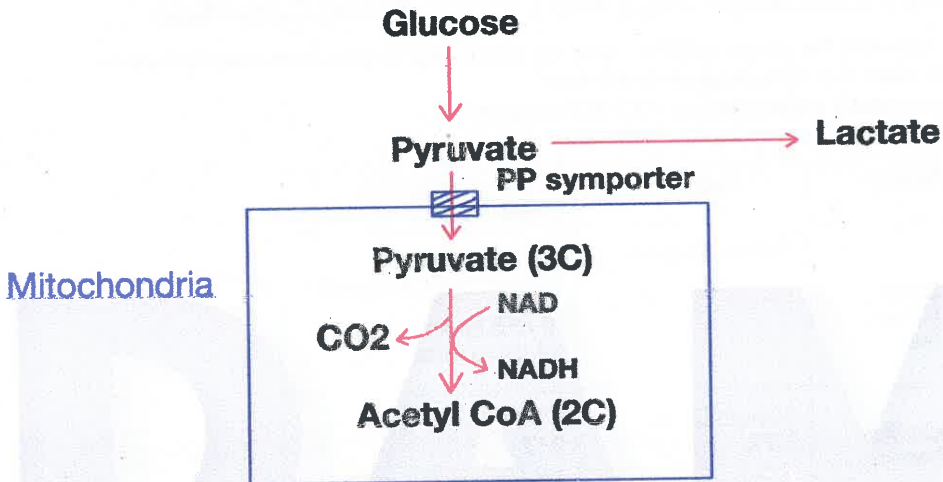 Glucose
Pyruvate
Lactate
PP symporter
Pyruvate (3C)
Mitochondria
NAD
CO2
NADH
Acetyl CoA (2C)